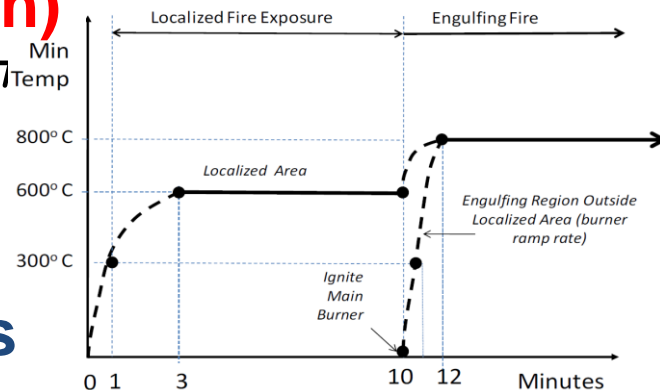 n)
Localized Fire Exposure
Engulfing Fire
Min
Temp
800° C
Localized Area
600° C
Engulfing Region Outside
Localized Area (burner
ramp rate)
300° C
Ignite
Main
Burner
s
0 1 3 10 12 Minutes